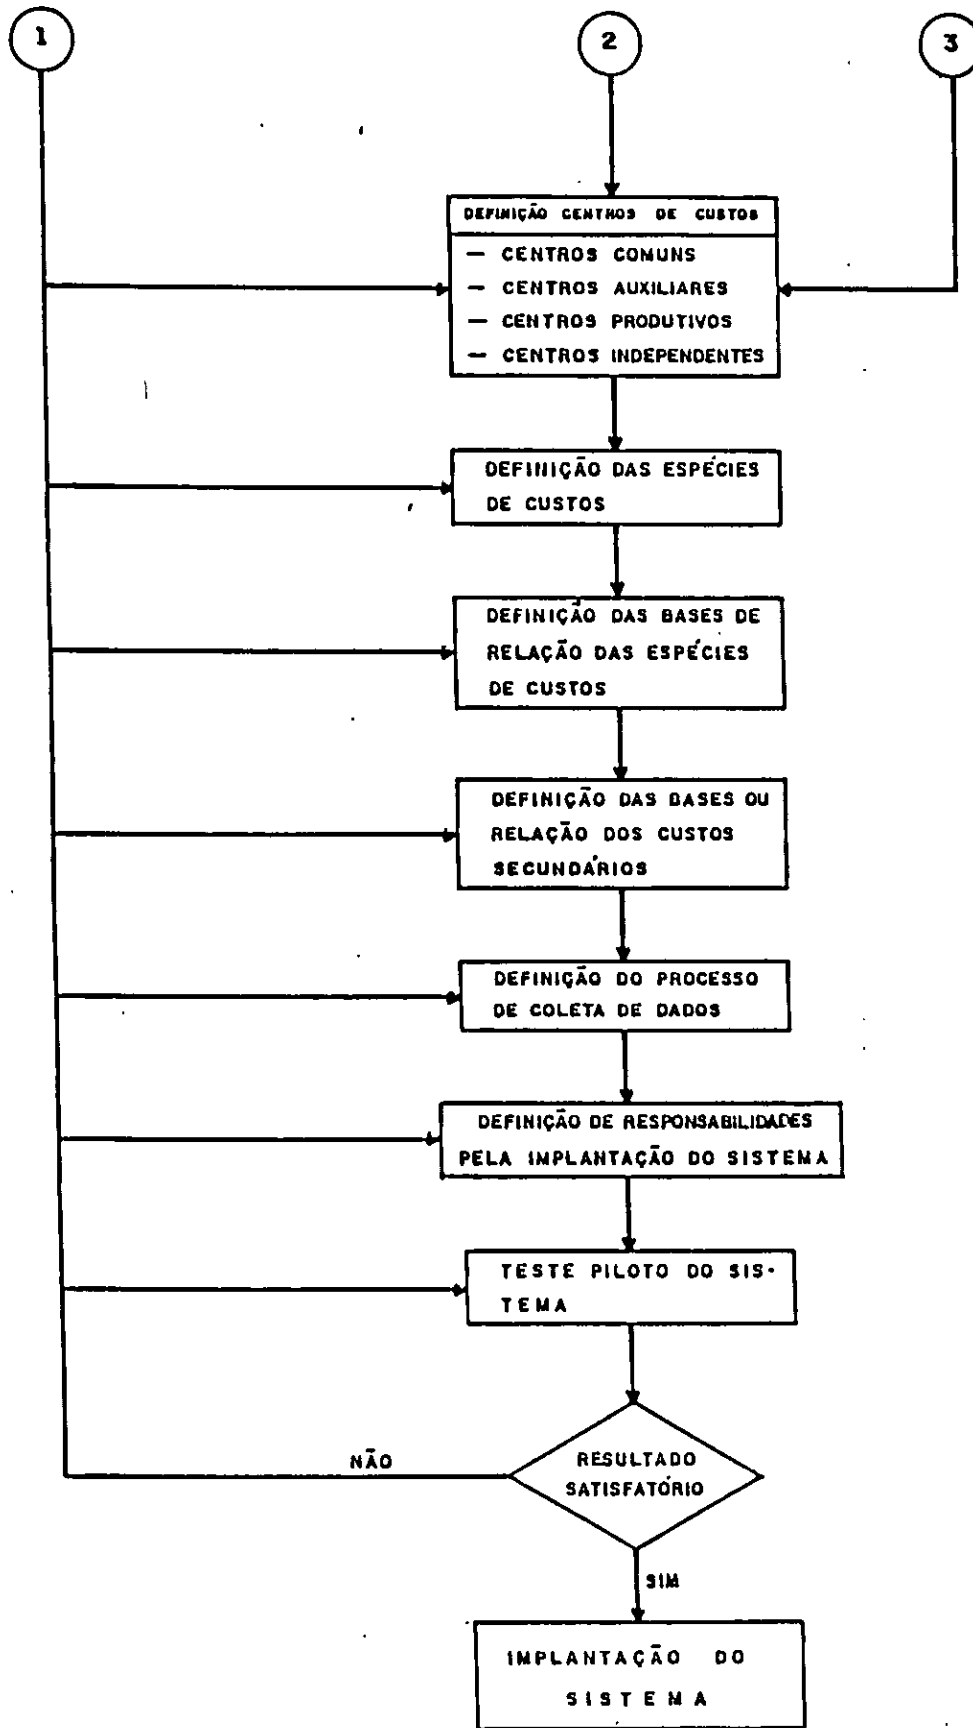 1
2
3
DEFINIÇÃO CENTROS DE CUSTOS
— CENTROS COMUNS
— CENTROS AUXILIARES
— CENTROS PRODUTIVOS
— CENTROS INDEPENDENTES
DEFINIÇÃO DAS ESPÉCIES
DE CUSTOS
DEFINIÇÃO DAS BASES DE
RELAÇÃO DAS ESPÉCIES
DE CUSTOS
DEFINIÇÃO DAS BASES OU
RELAÇÃO DOS CUSTOS
SECUNDÁRIOS
DEFINIÇÃO DO PROCESSO
DE COLETA DE DADOS
DEFINIÇÃO DE RESPONSABILIDADES
PELA IMPLANTAÇÃO DO SISTEMA
TESTE PILOTO DO SIS-
TEMA
NÃO
RESULTADO
SATISFATÓRIO
SIM
IMPLANTAÇÃO DO
SISTEMA